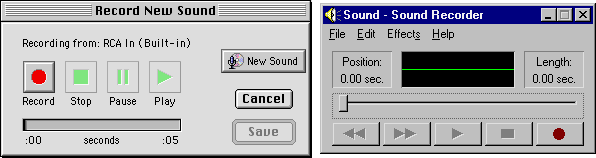 Record New Sound
Recording from: RCA In (Built-in)
New Sound
Record Stop Pause Play
Cancel
:00 seconds :05
Save
Sound - Sound Recorder
File Edit Effects Help
Position:
0.00 sec.
Length:
0.00 sec.